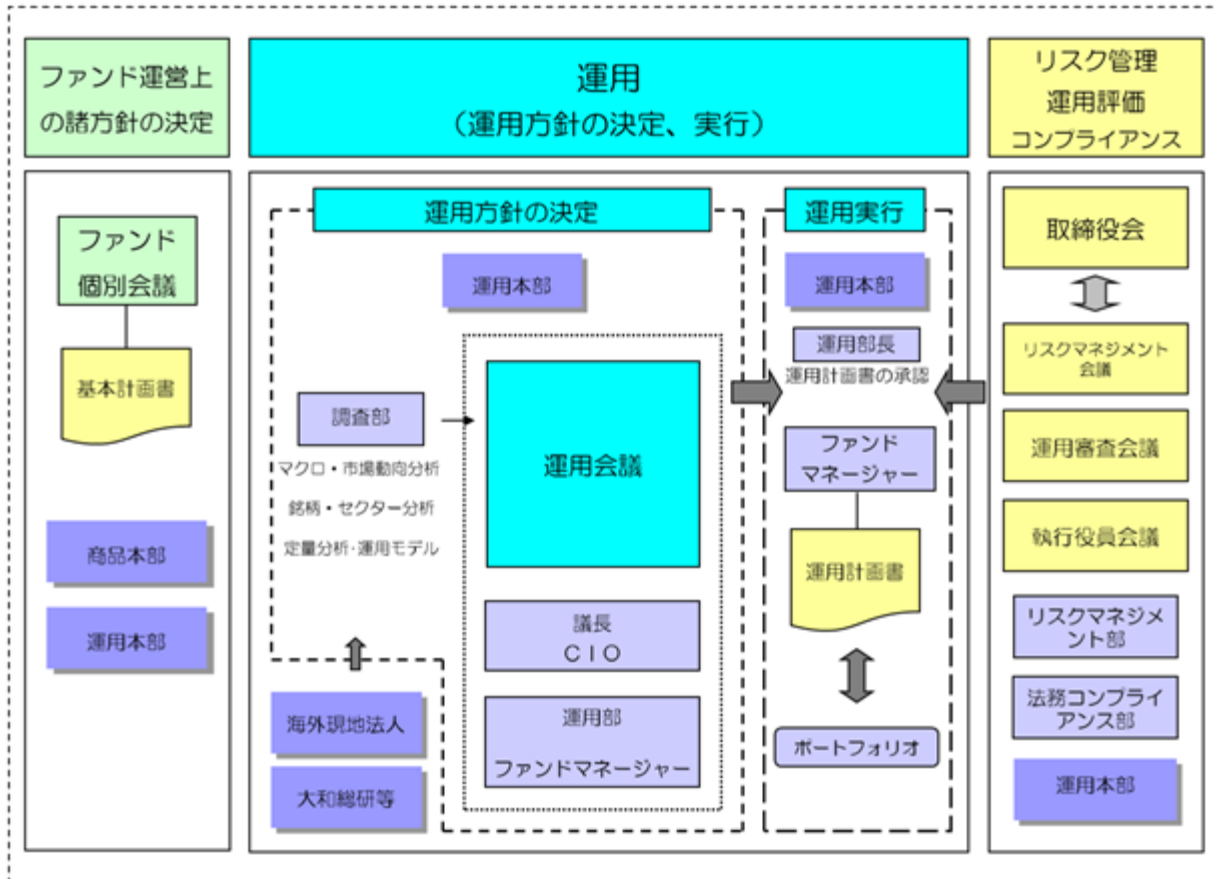 ファンド運営上
の諸方針の決定
運用
（運用方針の決定、実行）
リスク管理
運用評価
コンプライアンス
ファンド
個別会議
基本計画書
商品本部
運用本部
運用方針の決定
運用本部
調査部
マクロ・市場動向分析
銘柄・セクター分析
定量分析・運用モデル
運用会議
議長
ＣＩＯ
運用部
ファンドマネージャー
海外現地法人
大和総研等
運用実行
運用本部
運用部長
運用計画書の承認
ファンド
マネージャー
運用計画書
ポートフォリオ
取締役会
リスクマネジメント
会議
運用審査会議
執行役員会議
リスクマネジメ
ント部
法務コンプライ
アンス部
運用本部